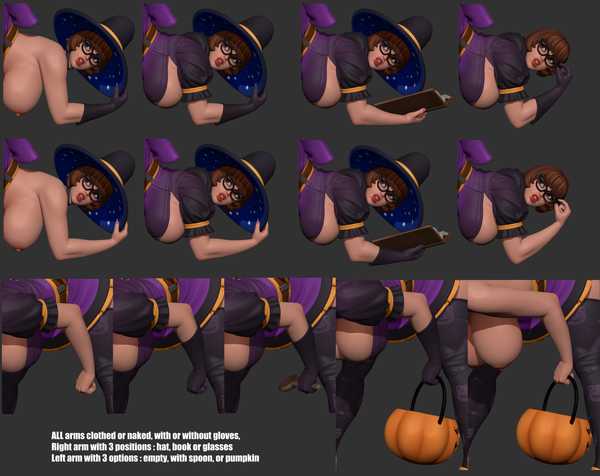 ALL arms clothed or naked, with or without gloves,
Right arm with 3 positions : hat, book or glasses
Left arm with 3 options : empty, with spoon, or pumpkin